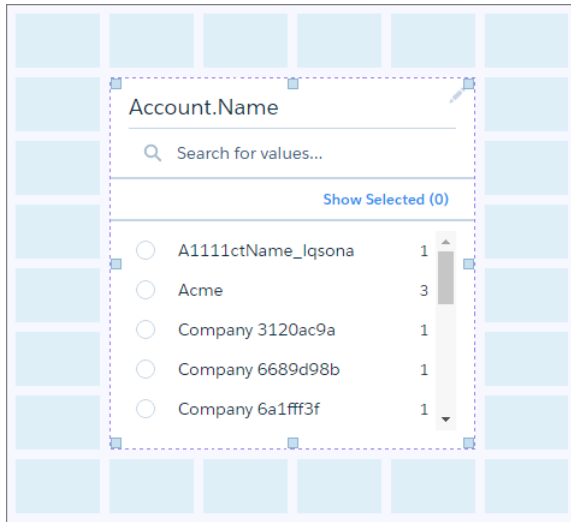 Account.Name
Search for values...
Show Selected (0)
A1111ctName_lqsona 1
Acme 3
Company 3120ac9a 1
Company 6689d98b 1
Company 6a1fff3f 1